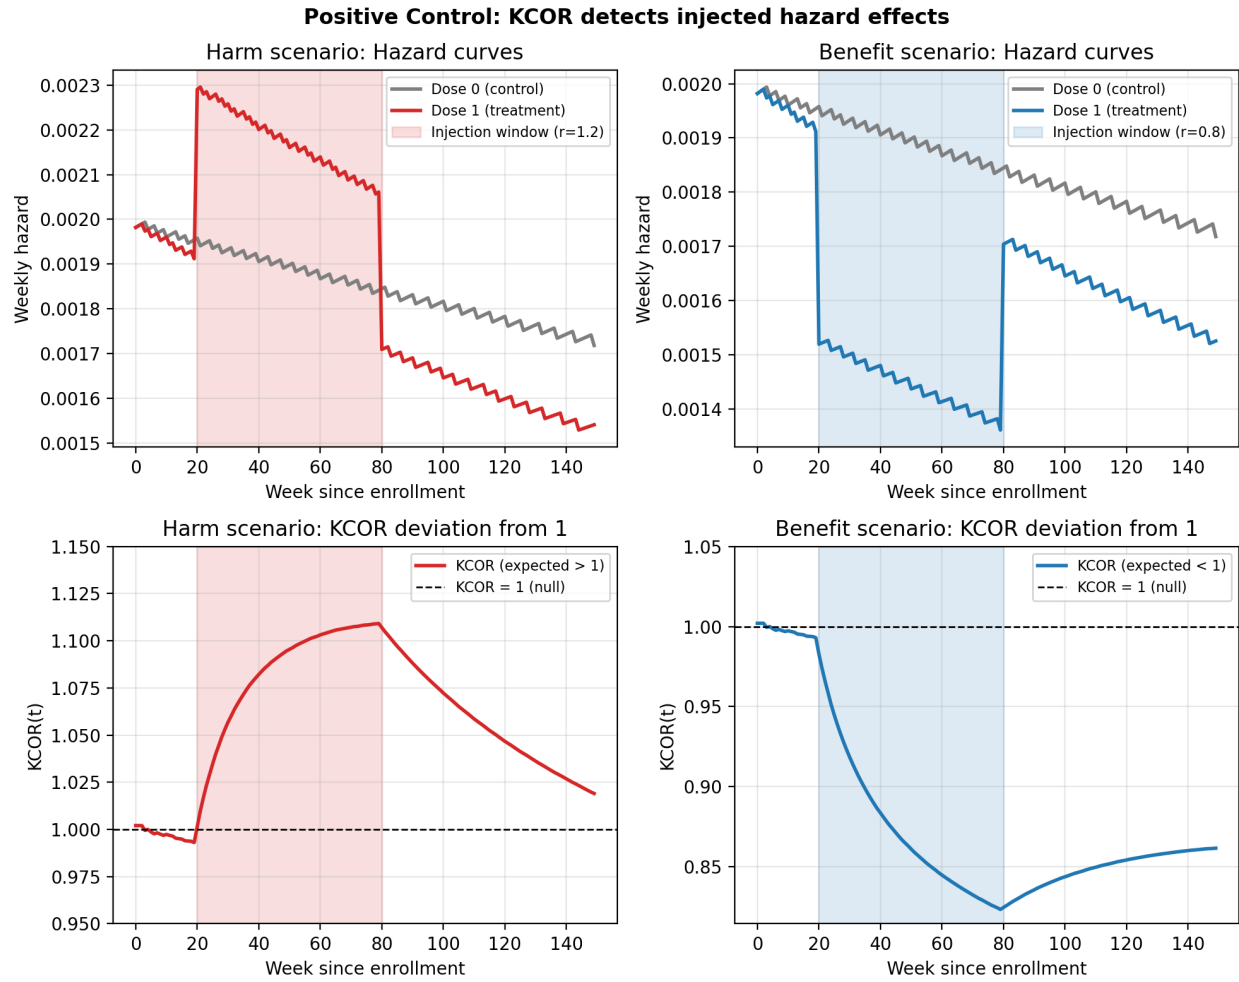 Positive Control: KCOR detects injected hazard effects
Harm scenario: Hazard curves
Weekly hazard
0.0023
0.0022
0.0021
0.0020
0.0019
0.0018
0.0017
0.0016
0.0015
Dose 0 (control)
Dose 1 (treatment)
Injection window (r=1.2)
0 20 40 60 80 100 120 140
Week since enrollment
Benefit scenario: Hazard curves
Weekly hazard
0.0020
0.0019
0.0018
0.0017
0.0016
0.0015
0.0014
Dose 0 (control)
Dose 1 (treatment)
Injection window (r=0.8)
0 20 40 60 80 100 120 140
Week since enrollment
Harm scenario: KCOR deviation from 1
KCOR(t)
1.150
1.125
1.100
1.075
1.050
1.025
1.000
0.975
0.950
KCOR (expected > 1)
KCOR = 1 (null)
0 20 40 60 80 100 120 140
Week since enrollment
Benefit scenario: KCOR deviation from 1
KCOR(t)
1.05
1.00
0.95
0.90
0.85
KCOR (expected < 1)
KCOR = 1 (null)
0 20 40 60 80 100 120 140
Week since enrollment